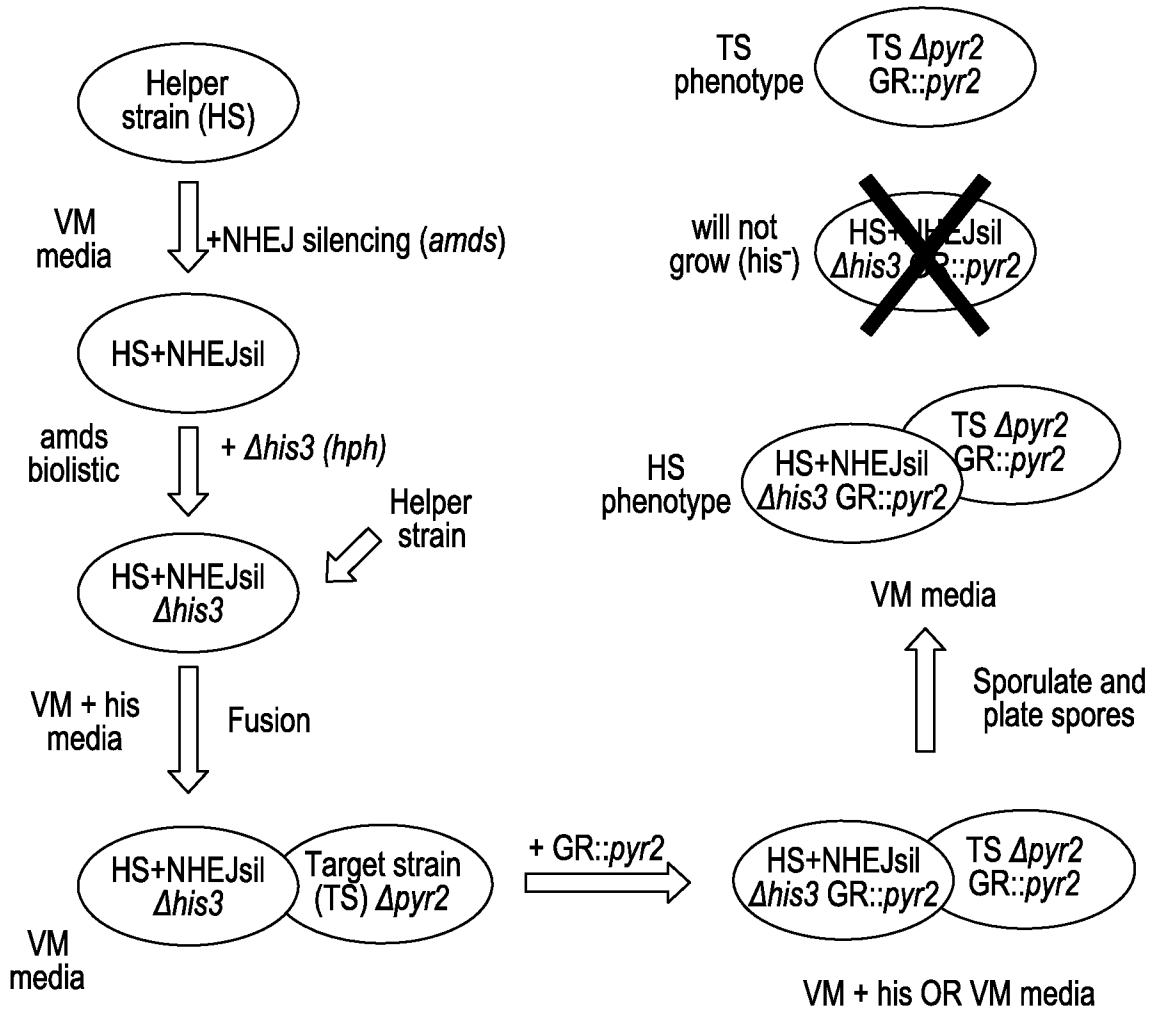 Helper
strain (HS)
VM
media
+NHEJ silencing (amds)
HS+NHEJsil
amds
biolistic
+ Δhis3 (hph)
Helper
strain
HS+NHEJsil
Δhis3
VM + his
media
Fusion
HS+NHEJsil
Δhis3
Target strain
(TS) Δpyr2
VM
media
+ GR::pyr2
HS+NHEJsil
Δhis3 GR::pyr2
TS Δpyr2
GR::pyr2
VM + his OR VM media
Sporulate and
plate spores
VM media
HS
phenotype
HS+NHEJsil
Δhis3 GR::pyr2
TS Δpyr2
GR::pyr2
will not
grow (his⁻)
HS+NHEJsil
Δhis3 GR::pyr2
TS
phenotype
TS Δpyr2
GR::pyr2